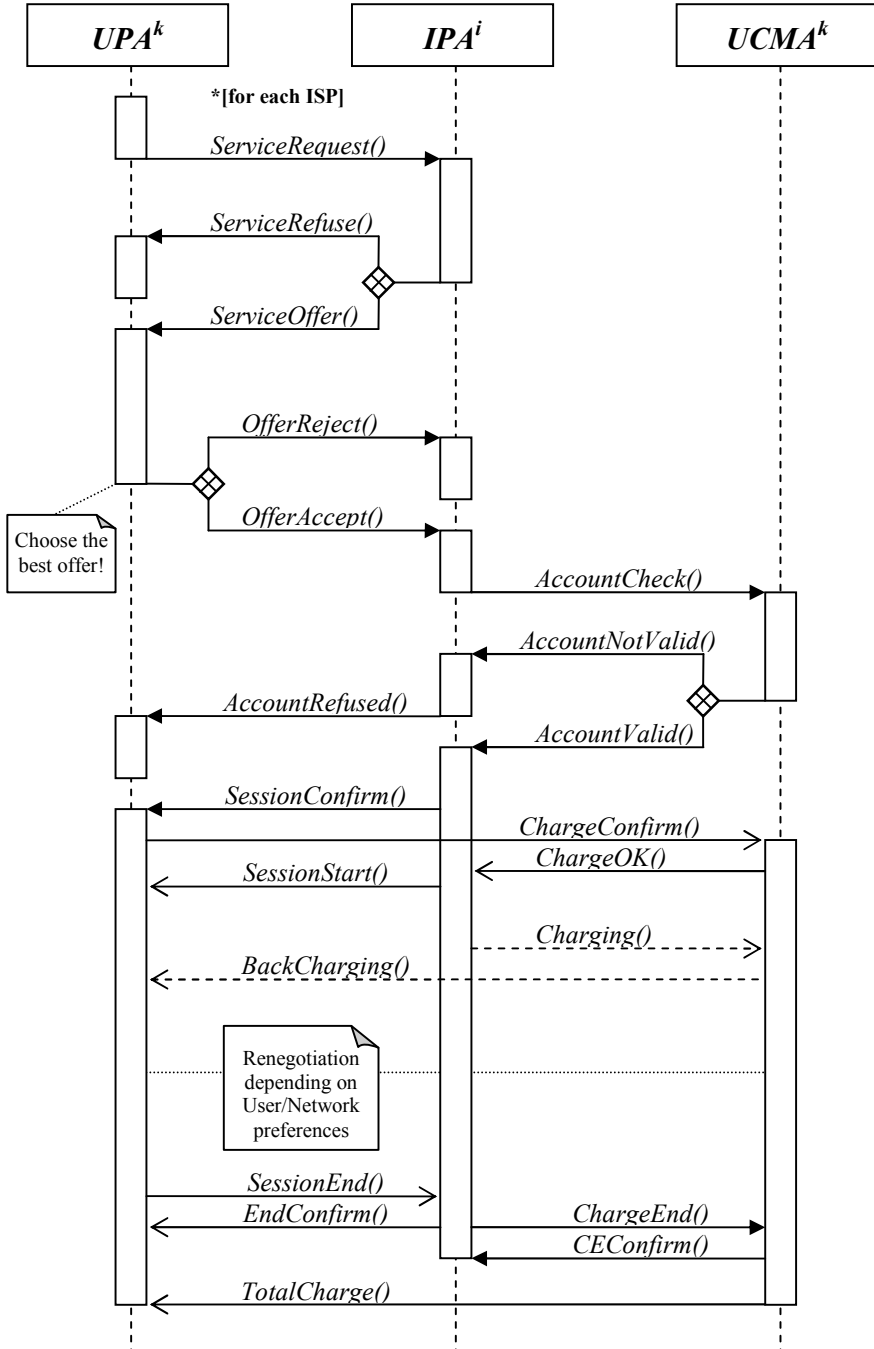 UPA^k
IPA^i
UCMA^k
*[for each ISP]
ServiceRequest()
ServiceRefuse()
ServiceOffer()
OfferReject()
Choose the
best offer!
OfferAccept()
AccountCheck()
AccountNotValid()
AccountRefused()
AccountValid()
SessionConfirm()
ChargeConfirm()
ChargeOK()
SessionStart()
Charging()
BackCharging()
Renegotiation
depending on
User/Network
preferences
SessionEnd()
EndConfirm()
ChargeEnd()
CEConfirm()
TotalCharge()